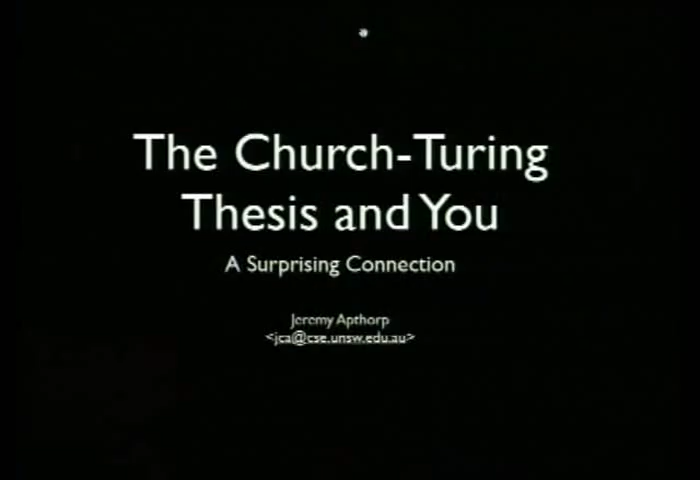 The Church-Turing
Thesis and You
A Surprising Connection
Jeremy Apthorp
<jca@cse.unsw.edu.au>